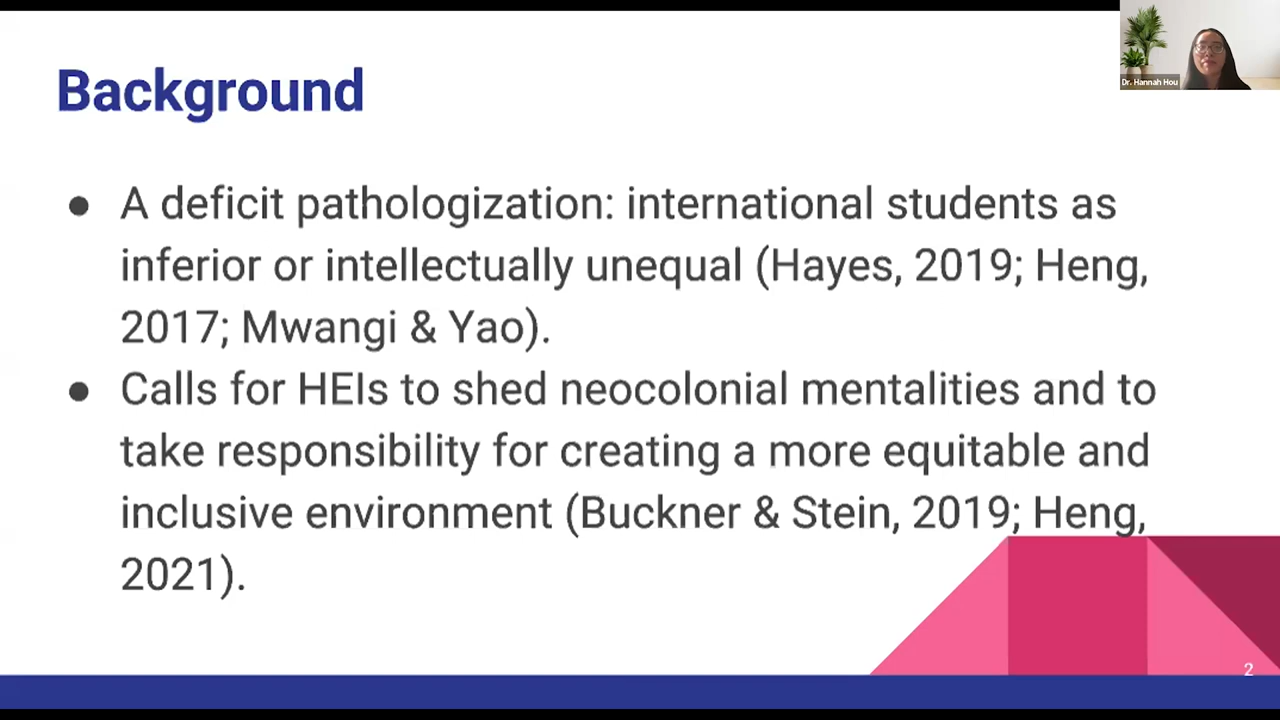 Background
Dr. Hannah Hou
● A deficit pathologization: international students as
inferior or intellectually unequal (Hayes, 2019; Heng,
2017; Mwangi & Yao).
● Calls for HEIs to shed neocolonial mentalities and to
take responsibility for creating a more equitable and
inclusive environment (Buckner & Stein, 2019; Heng,
2021).
2